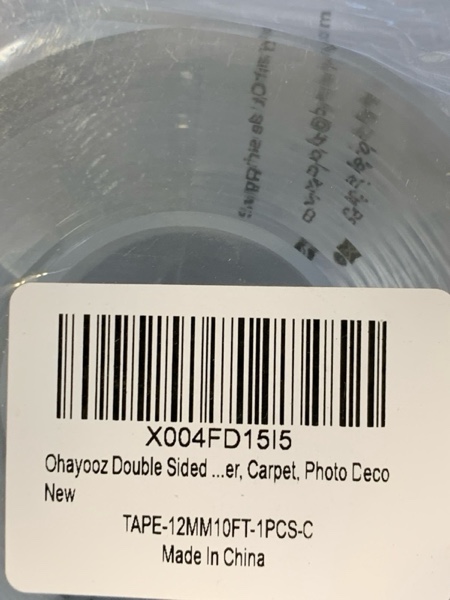 X004FD15I5
Ohayooz Double Sided ...er, Carpet, Photo Deco
New
TAPE-12MM10FT-1PCS-C
Made In China